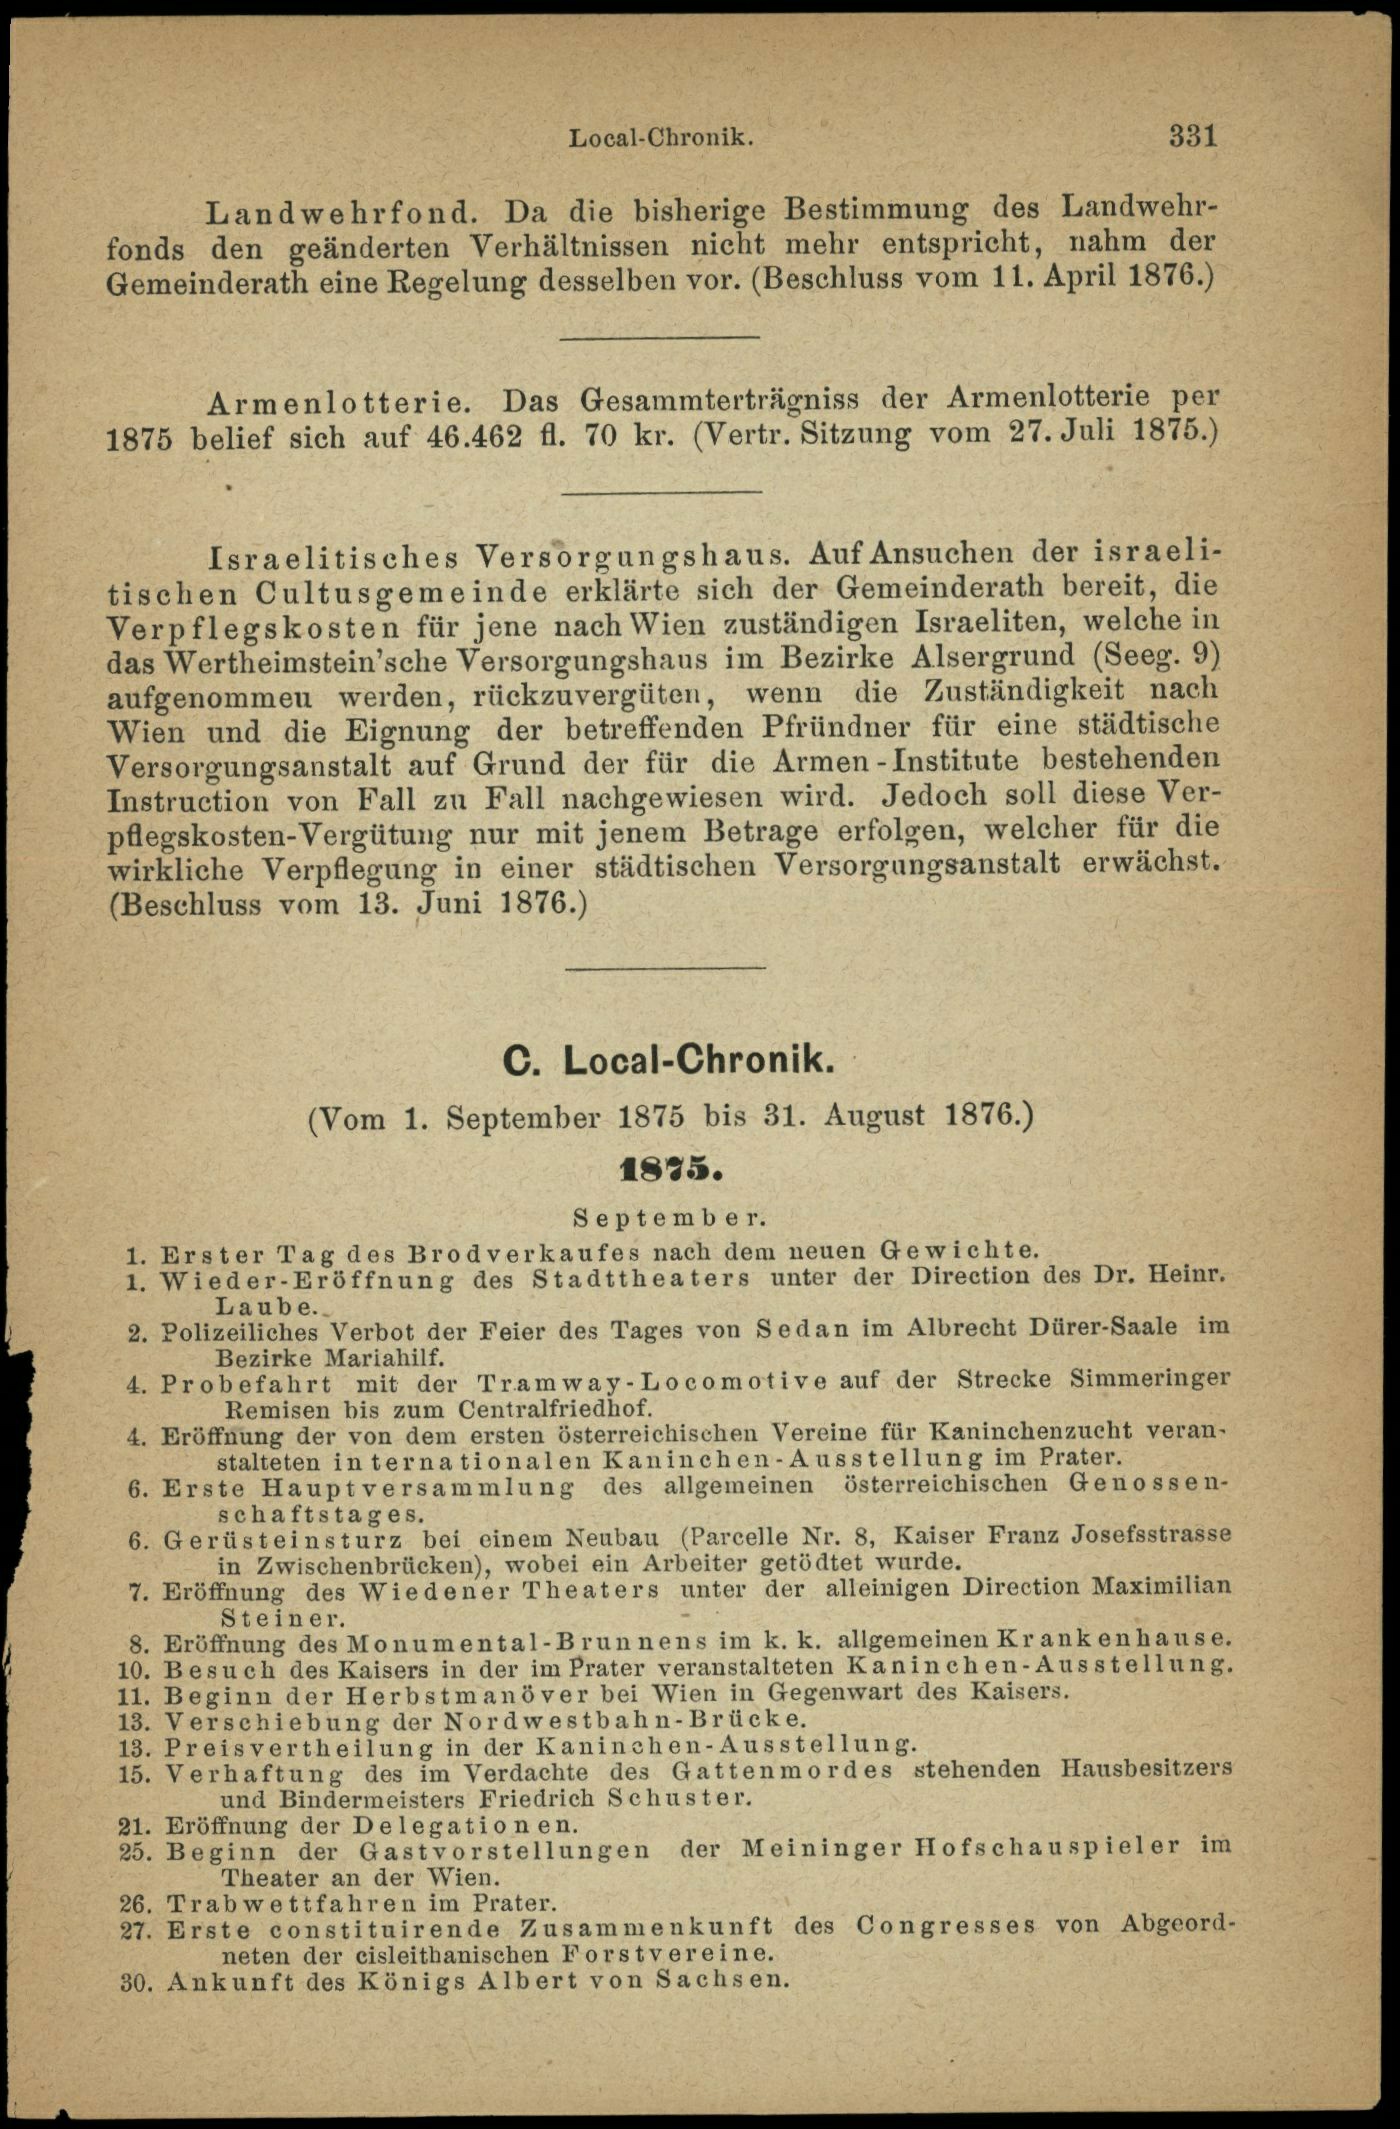 Local-Chronik. 331
Landwehrfond. Da die bisherige Bestimmung des Landwehr-
fonds den geänderten Verhältnissen nicht mehr entspricht, nahm der
Gemeinderath eine Regelung desselben vor. (Beschluss vom 11. April 1876.)
Armenlotterie. Das Gesammterträgniss der Armenlotterie per
1875 belief sich auf 46.462 fl. 70 kr. (Vertr. Sitzung vom 27. Juli 1875.)
Israelitisches Versorgungshaus. Auf Ansuchen der israeli-
tischen Cultusgemeinde erklärte sich der Gemeinderath bereit, die
Verpflegskosten für jene nach Wien zuständigen Israeliten, welche in
das Wertheimstein'sche Versorgungshaus im Bezirke Alsergrund (Seeg. 9)
aufgenommeu werden, rückzuvergüten, wenn die Zuständigkeit nach
Wien und die Eignung der betreffenden Pfründner für eine städtische
Versorgungsanstalt auf Grund der für die Armen-Institute bestehenden
Instruction von Fall zu Fall nachgewiesen wird. Jedoch soll diese Ver-
pflegskosten-Vergütung nur mit jenem Betrage erfolgen, welcher für die
wirkliche Verpflegung in einer städtischen Versorgungsanstalt erwächst.
(Beschluss vom 13. Juni 1876.)
C. Local-Chronik.
(Vom 1. September 1875 bis 31. August 1876.)
1875.
September.
1. Erster Tag des Brodverkaufes nach dem neuen Gewichte.
1. Wieder-Eröffnung des Stadttheaters unter der Direction des Dr. Heinr.
Laube.
2. Polizeiliches Verbot der Feier des Tages von Sedan im Albrecht Dürer-Saale im
Bezirke Mariahilf.
4. Probefahrt mit der Tramway-Locomotive auf der Strecke Simmeringer
Remisen bis zum Centralfriedhof.
4. Eröffnung der von dem ersten österreichischen Vereine für Kaninchenzucht veran-
stalteten internationalen Kaninchen-Ausstellung im Prater.
6. Erste Hauptversammlung des allgemeinen österreichischen Genossen-
schaftstages.
6. Gerüsteinsturz bei einem Neubau (Parcelle Nr. 8, Kaiser Franz Josefsstrasse
in Zwischenbrücken), wobei ein Arbeiter getödtet wurde.
7. Eröffnung des Wiedener Theaters unter der alleinigen Direction Maximilian
Steiner.
8. Eröffnung des Monumental-Brunnens im k. k. allgemeinen Krankenhause.
10. Besuch des Kaisers in der im Prater veranstalteten Kaninchen-Ausstellung.
11. Beginn der Herbstmanöver bei Wien in Gegenwart des Kaisers.
13. Verschiebung der Nordwestbahn-Brücke.
13. Preisvertheilung in der Kaninchen-Ausstellung.
15. Verhaftung des im Verdachte des Gattenmordes stehenden Hausbesitzers
und Bindermeisters Friedrich Schuster.
21. Eröffnung der Delegationen.
25. Beginn der Gastvorstellungen der Meininger Hofschauspieler im
Theater an der Wien.
26. Trabwettfahren im Prater.
27. Erste constituirende Zusammenkunft des Congresses von Abgeord-
neten der cisleithanischen Forstvereine.
30. Ankunft des Königs Albert von Sachsen.